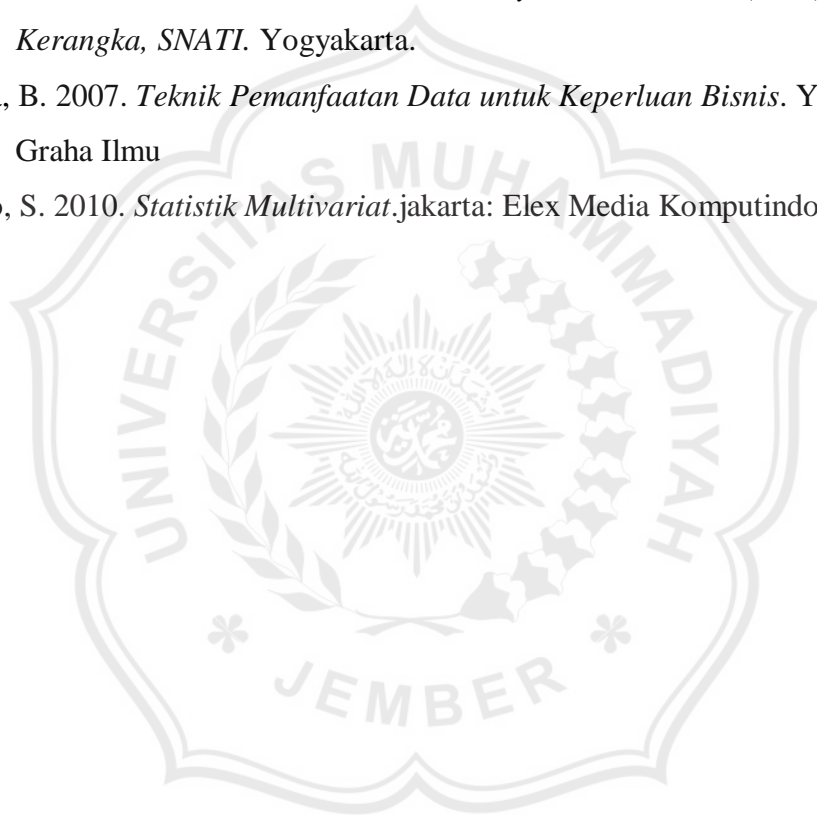 Kerangka, SNATI. Yogyakarta.
, B. 2007. Teknik Pemanfaatan Data untuk Keperluan Bisnis. Y
Graha Ilmu
, S. 2010. Statistik Multivariat.jakarta: Elex Media Komputindo
UNIVERSITAS MUHAMMADIYAH
JEMBER